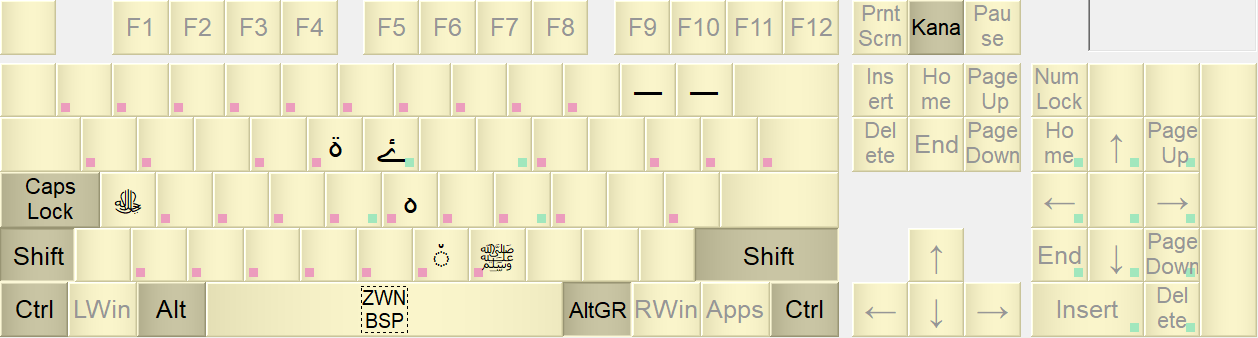 F1 F2 F3 F4 F5 F6 F7 F8 F9 F10 F11 F12 Prnt Scrn Kana Pau se
— — Ins ert Ho me Page Up Num Lock
ۃ ۓ Del ete End Page Down Ho me ↑ Page Up
Caps Lock ﷻ ہ ← →
Shift ◌ٚ ﷺ Shift ↑ End ↓ Page Down
Ctrl LWin Alt ZWN BSP AltGR RWin Apps Ctrl ← ↓ → Insert Del ete